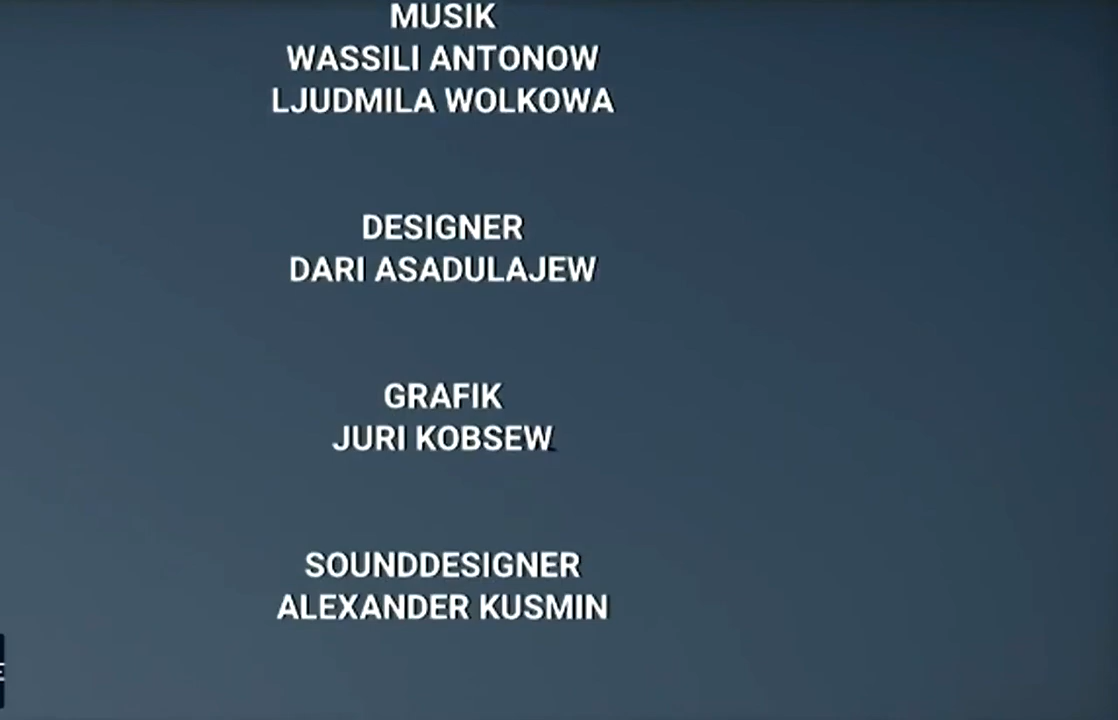 MUSIK
WASSILI ANTONOW
LJUDMILA WOLKOWA
DESIGNER
DARI ASADULAJEW
GRAFIK
JURI KOBSEW
SOUNDDESIGNER
ALEXANDER KUSMIN